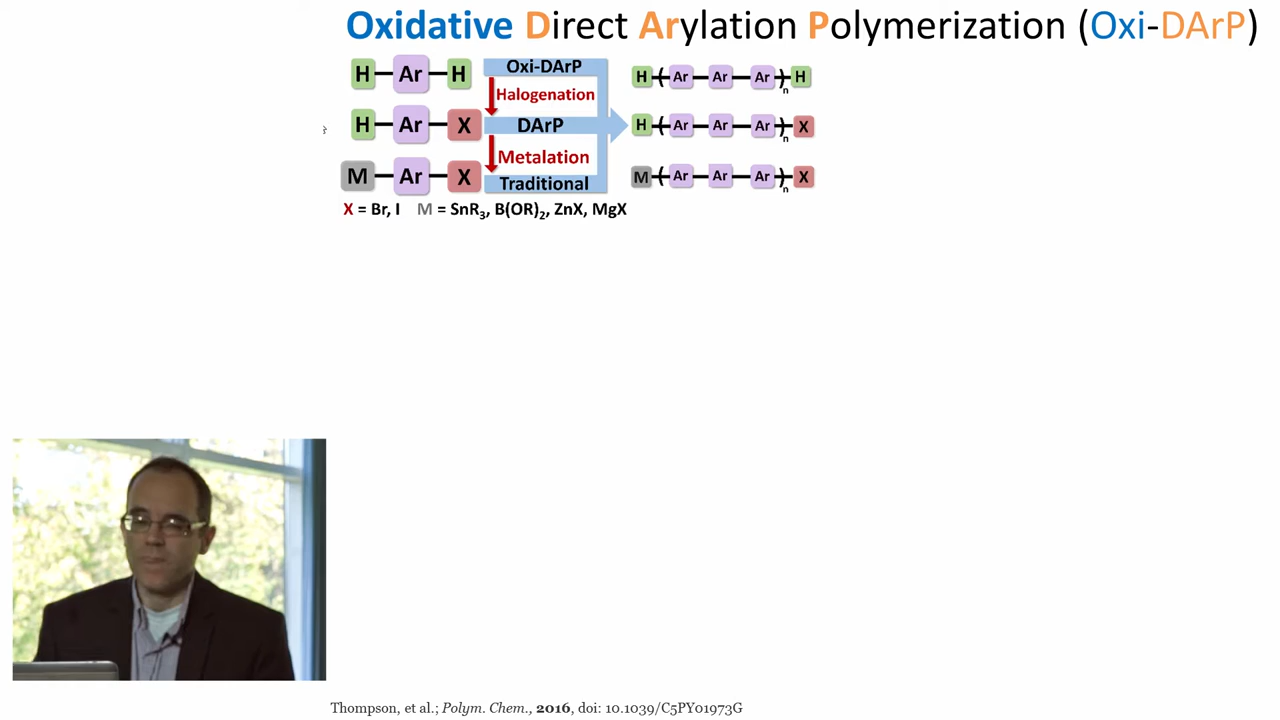 Oxidative Direct Arylation Polymerization (Oxi-DArP)
H Ar H Oxi-DArP H ( Ar Ar Ar )n H
Halogenation
H Ar X DArP H ( Ar Ar Ar )n X
Metalation
M Ar X Traditional M ( Ar Ar Ar )n X
X = Br, I M = SnR3, B(OR)2, ZnX, MgX
Thompson, et al.; Polym. Chem., 2016, doi: 10.1039/C5PY01973G